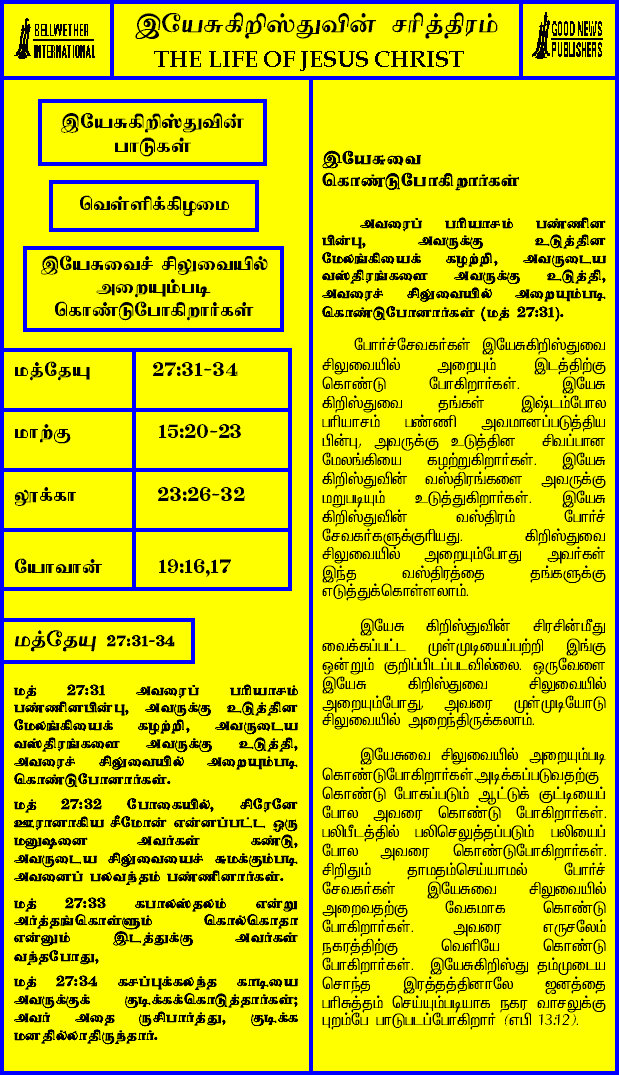 BELLWETHER
INTERNATIONAL
இயேசுகிறிஸ்துவின் சரித்திரம்
THE LIFE OF JESUS CHRIST
GOOD NEWS
PUBLISHERS
இயேசுகிறிஸ்துவின்
பாடுகள்
வெள்ளிக்கிழமை
இயேசுவைச் சிலுவையில்
அறையும்படி
கொண்டுபோகிறார்கள்
மத்தேயு 27:31-34
மாற்கு 15:20-23
லூக்கா 23:26-32
யோவான் 19:16,17
மத்தேயு 27:31-34
மத் 27:31 அவரைப் பரியாசம்
பண்ணினபின்பு, அவருக்கு உடுத்தின
மேலங்கியைக் கழற்றி, அவருடைய
வஸ்திரங்களை அவருக்கு உடுத்தி,
அவரைச் சிலுவையில் அறையும்படி
கொண்டுபோனார்கள்.
மத் 27:32 போகையில், சிரேனே
ஊரானாகிய சீமோன் என்னப்பட்ட ஒரு
மனுஷனை அவர்கள் கண்டு,
அவருடைய சிலுவையைச் சுமக்கும்படி
அவனைப் பலவந்தம் பண்ணினார்கள்.
மத் 27:33 கபாலஸ்தலம் என்று
அர்த்தங்கொள்ளும் கொல்கொதா
என்னும் இடத்துக்கு அவர்கள்
வந்தபோது,
மத் 27:34 கசப்புக்கலந்த காடியை
அவருக்குக் குடிக்கக்கொடுத்தார்கள்;
அவர் அதை ருசிபார்த்து, குடிக்க
மனதில்லாதிருந்தார்.
இயேசுவை
கொண்டுபோகிறார்கள்
அவரைப் பரியாசம் பண்ணின
பின்பு, அவருக்கு உடுத்தின
மேலங்கியைக் கழற்றி, அவருடைய
வஸ்திரங்களை அவருக்கு உடுத்தி,
அவரைச் சிலுவையில் அறையும்படி
கொண்டுபோனார்கள் (மத் 27:31).
போர்ச்சேவகர்கள் இயேசுகிறிஸ்துவை
சிலுவையில் அறையும் இடத்திற்கு
கொண்டு போகிறார்கள். இயேசு
கிறிஸ்துவை தங்கள் இஷ்டம்போல
பரியாசம் பண்ணி அவமானப்படுத்திய
பின்பு, அவருக்கு உடுத்தின சிவப்பான
மேலங்கியை கழற்றுகிறார்கள். இயேசு
கிறிஸ்துவின் வஸ்திரங்களை அவருக்கு
மறுபடியும் உடுத்துகிறார்கள். இயேசு
கிறிஸ்துவின் வஸ்திரம் போர்ச்
சேவகர்களுக்குரியது. கிறிஸ்துவை
சிலுவையில் அறையும்போது அவர்கள்
இந்த வஸ்திரத்தை தங்களுக்கு
எடுத்துக்கொள்ளலாம்.
இயேசு கிறிஸ்துவின் சிரசின்மீது
வைக்கப்பட்ட முள்முடியைப்பற்றி இங்கு
ஒன்றும் குறிப்பிடப்படவில்லை. ஒருவேளை
இயேசு கிறிஸ்துவை சிலுவையில்
அறையும்போது, அவரை முள்முடியோடு
சிலுவையில் அறைந்திருக்கலாம்.
இயேசுவை சிலுவையில் அறையும்படி
கொண்டுபோகிறார்கள்.அடிக்கப்படுவதற்கு
கொண்டு போகப்படும் ஆட்டுக் குட்டியைப்
போல அவரை கொண்டு போகிறார்கள்.
பலிபீடத்தில் பலிசெலுத்தப்படும் பலியைப்
போல அவரை கொண்டுபோகிறார்கள்.
சிறிதும் தாமதம்செய்யாமல் போர்ச்
சேவகர்கள் இயேசுவை சிலுவையில்
அறைவதற்கு வேகமாக கொண்டு
போகிறார்கள். அவரை எருசலேம்
நகரத்திற்கு வெளியே கொண்டு
போகிறார்கள். இயேசுகிறிஸ்து தம்முடைய
சொந்த இரத்தத்தினாலே ஜனத்தை
பரிசுத்தம் செய்யும்படியாக நகர வாசலுக்கு
புறம்பே பாடுபடப்போகிறார் (எபி 13:12).